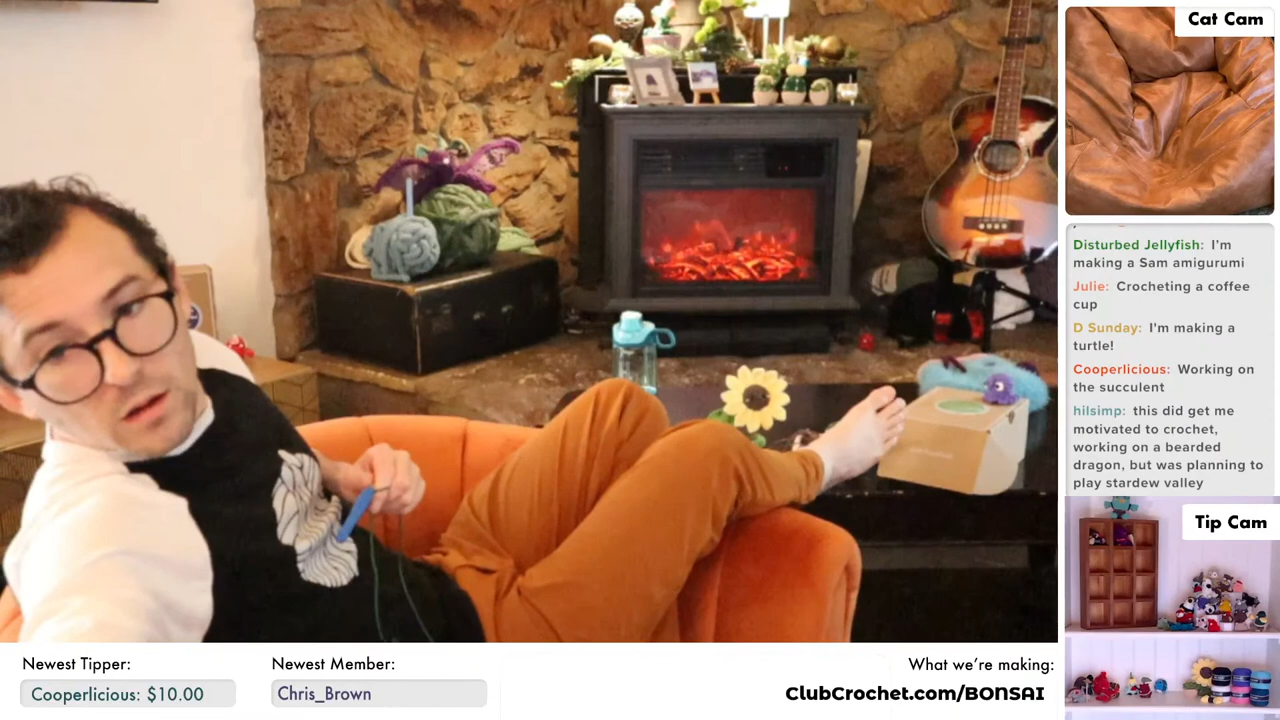 Cat Cam
Disturbed Jellyfish: I'm
making a Sam amigurumi
Julie: Crocheting a coffee
cup
D Sunday: I'm making a
turtle!
Cooperlicious: Working on
the succulent
hilsimp: this did get me
motivated to crochet,
working on a bearded
dragon, but was planning to
play stardew valley
Tip Cam
Newest Tipper:
Cooperlicious: $10.00
Newest Member:
Chris_Brown
What we're making:
ClubCrochet.com/BONSAI